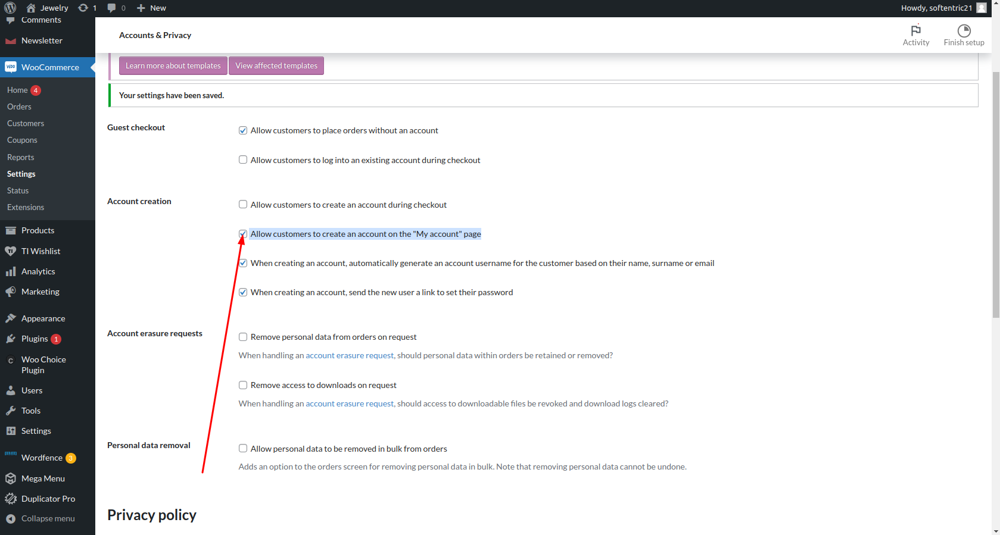 Jewelry 1 0 New Howdy, softentric21
Comments
Newsletter
WooCommerce
Home 4
Orders
Customers
Coupons
Reports
Settings
Status
Extensions
Products
TI Wishlist
Analytics
Marketing
Appearance
Plugins 1
Woo Choice
Plugin
Users
Tools
Settings
Wordfence 3
Mega Menu
Duplicator Pro
Collapse menu
Accounts & Privacy
Activity
Finish setup
Learn more about templates View affected templates
Your settings have been saved.
Guest checkout
Allow customers to place orders without an account
Allow customers to log into an existing account during checkout
Account creation
Allow customers to create an account during checkout
Allow customers to create an account on the "My account" page
When creating an account, automatically generate an account username for the customer based on their name, surname or email
When creating an account, send the new user a link to set their password
Account erasure requests
Remove personal data from orders on request
When handling an account erasure request, should personal data within orders be retained or removed?
Remove access to downloads on request
When handling an account erasure request, should access to downloadable files be revoked and download logs cleared?
Personal data removal
Allow personal data to be removed in bulk from orders
Adds an option to the orders screen for removing personal data in bulk. Note that removing personal data cannot be undone.
Privacy policy